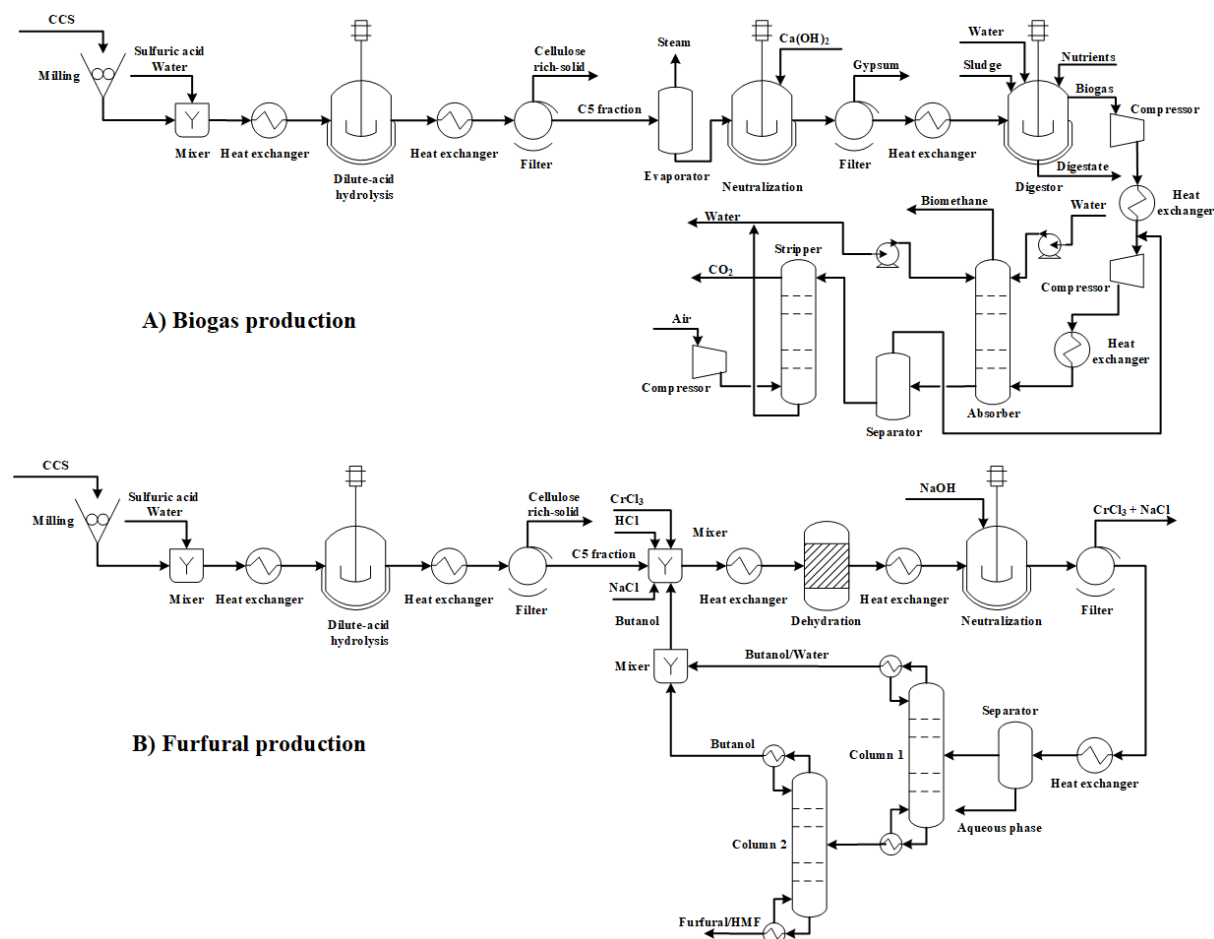 CCS
Sulfuric acid
Water
Milling
Mixer
Heat exchanger
Dilute-acid
hydrolysis
Heat exchanger
Cellulose
rich-solid
Filter
C5 fraction
Steam
Evaporator
Ca(OH)2
Neutralization
Gypsum
Filter
Heat exchanger
Water
Sludge
Nutrients
Biogas
Compressor
Digestate
Digestor
Heat
exchanger
Water
Biomethane
Water
Stripper
CO2
Compressor
Air
Compressor
Heat
exchanger
Separator
Absorber
A) Biogas production
CCS
Sulfuric acid
Water
Milling
Mixer
Heat exchanger
Dilute-acid
hydrolysis
Heat exchanger
Cellulose
rich-solid
Filter
C5 fraction
CrCl3
HCl
NaCl
Mixer
Butanol
Heat exchanger
Dehydration
Heat exchanger
NaOH
Neutralization
CrCl3 + NaCl
Filter
Mixer
Butanol/Water
Separator
Column 1
Heat exchanger
Aqueous phase
Butanol
Column 2
Furfural/HMF
B) Furfural production